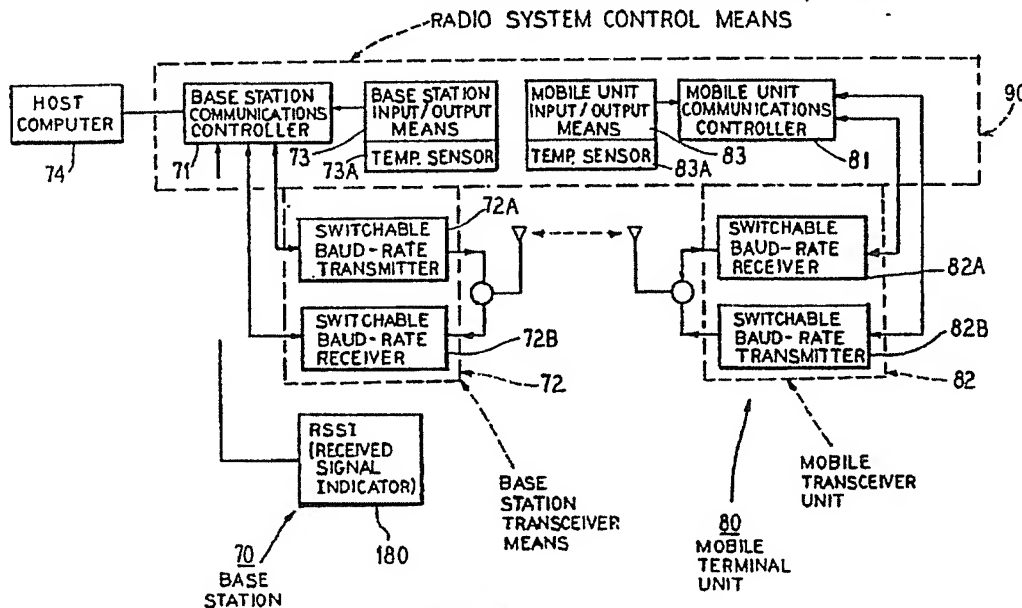 RADIO SYSTEM CONTROL MEANS
90
HOST
COMPUTER
74
BASE STATION
COMMUNICATIONS
CONTROLLER
71
BASE STATION
INPUT/OUTPUT
MEANS
73
TEMP. SENSOR
73A
MOBILE UNIT
INPUT/OUTPUT
MEANS
83
TEMP. SENSOR
83A
MOBILE UNIT
COMMUNICATIONS
CONTROLLER
81
SWITCHABLE
BAUD-RATE
TRANSMITTER
72A
SWITCHABLE
BAUD-RATE
RECEIVER
72B
72
SWITCHABLE
BAUD-RATE
RECEIVER
82A
SWITCHABLE
BAUD-RATE
TRANSMITTER
82B
82
RSSI
(RECEIVED
SIGNAL
INDICATOR)
180
70
BASE
STATION
BASE
STATION
TRANSCEIVER
MEANS
80
MOBILE
TERMINAL
UNIT
MOBILE
TRANSCEIVER
UNIT